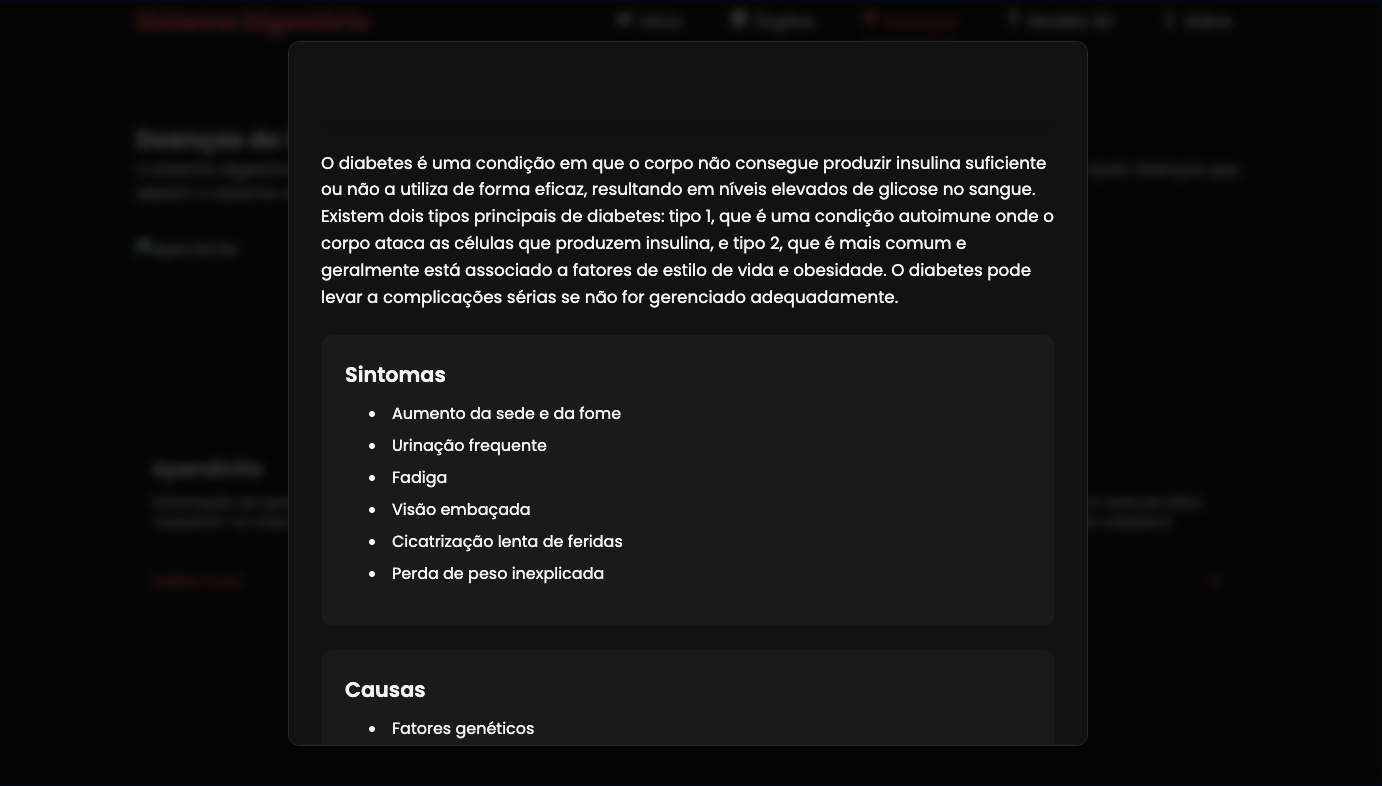 Sistema Digestório
Início
Órgãos
Doenças
Modelo 3D
Sobre
Doenças do
O diabetes é uma condição em que o corpo não consegue produzir insulina suficiente
ou não a utiliza de forma eficaz, resultando em níveis elevados de glicose no sangue.
Existem dois tipos principais de diabetes: tipo 1, que é uma condição autoimune onde o
corpo ataca as células que produzem insulina, e tipo 2, que é mais comum e
geralmente está associado a fatores de estilo de vida e obesidade. O diabetes pode
levar a complicações sérias se não for gerenciado adequadamente.
Sintomas
Aumento da sede e da fome
Urinação frequente
Fadiga
Visão embaçada
Cicatrização lenta de feridas
Perda de peso inexplicada
Causas
Fatores genéticos
Apendicite
Saiba mais